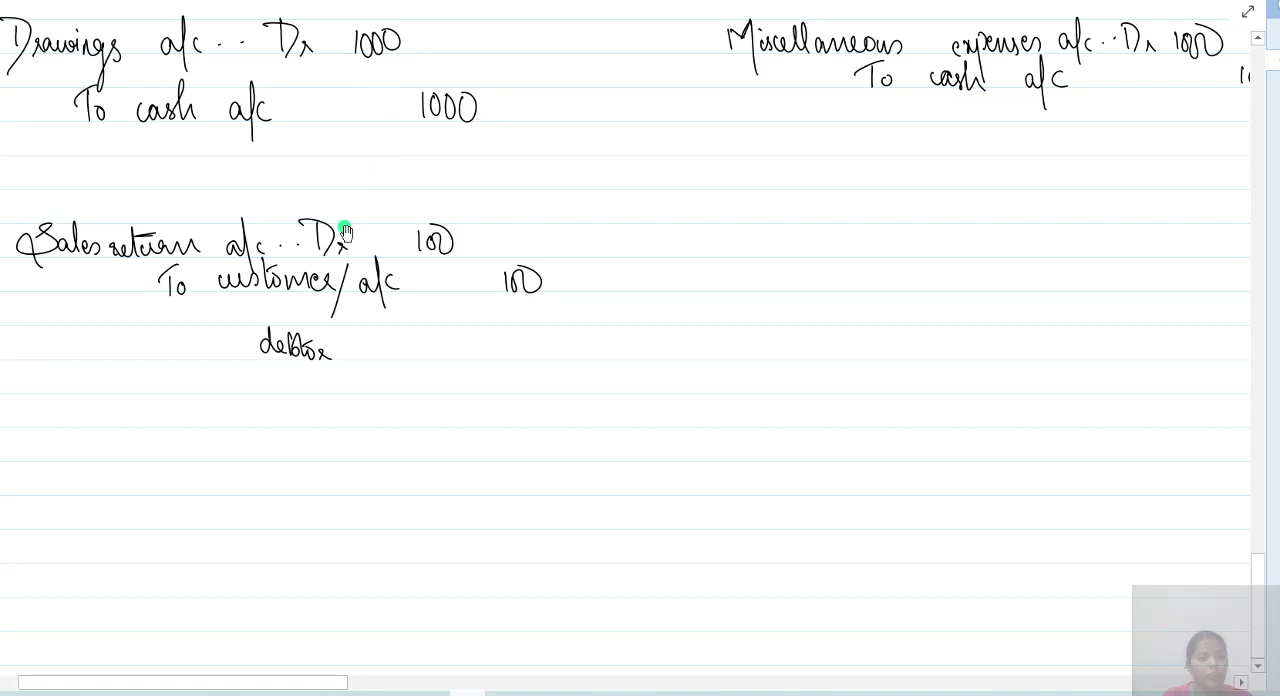 Drawings a/c .. Dr 1000
To cash a/c 1000
Miscellaneous expenses a/c .. Dr 1000
To cash a/c
Sales return a/c .. Dr 100
To customer/ a/c 100
debtor